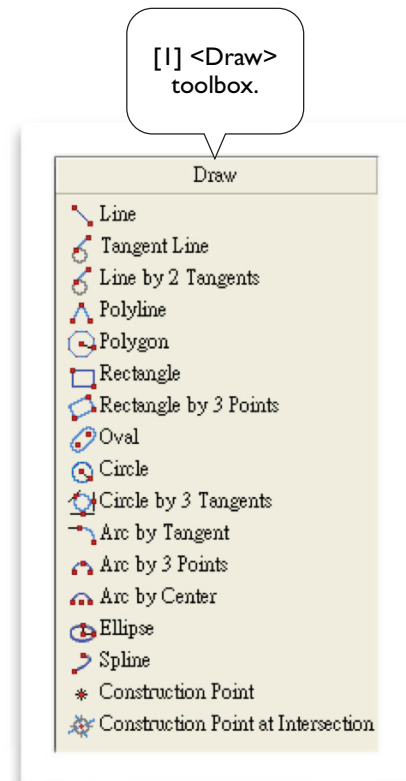 [1] <Draw>
toolbox.
Draw
Line
Tangent Line
Line by 2 Tangents
Polyline
Polygon
Rectangle
Rectangle by 3 Points
Oval
Circle
Circle by 3 Tangents
Arc by Tangent
Arc by 3 Points
Arc by Center
Ellipse
Spline
Construction Point
Construction Point at Intersection